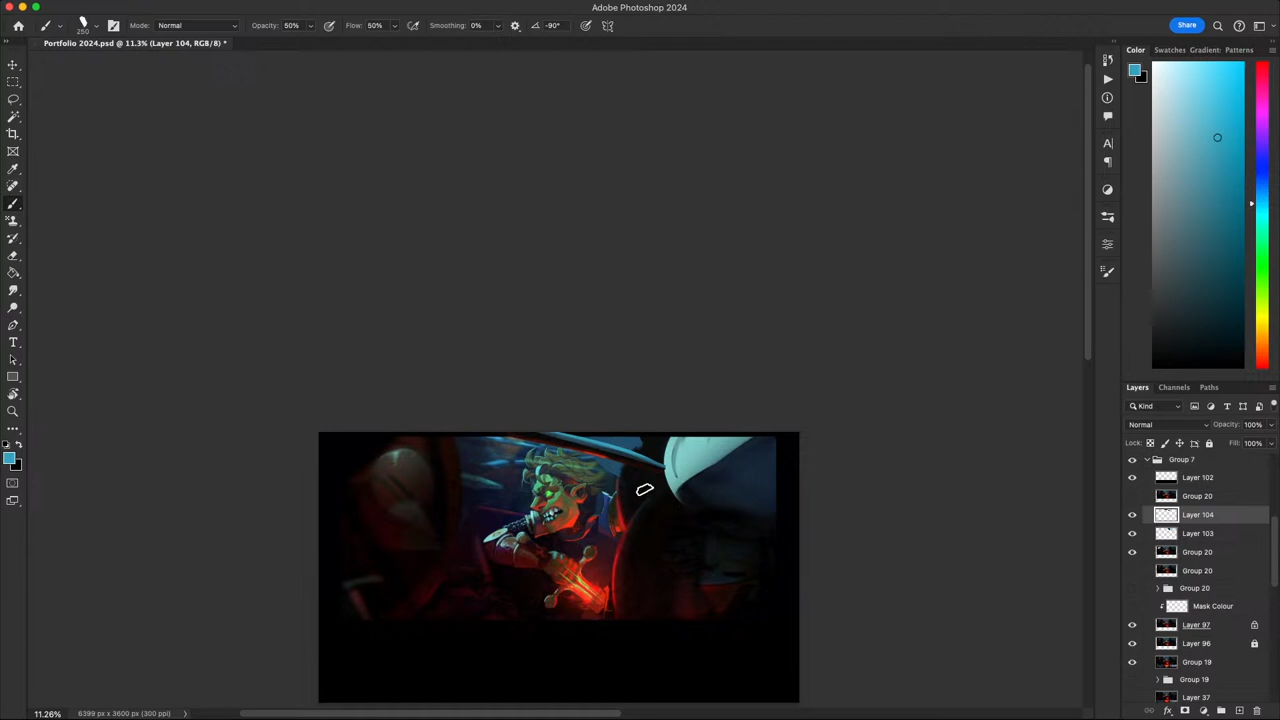 Adobe Photoshop 2024
250
Mode: Normal
Opacity: 50%
Flow: 50%
Smoothing: 0%
-90°
Share
Portfolio 2024.psd @ 11.3% (Layer 104, RGB/8) *
Color
Swatches
Gradient:
Patterns
Layers
Channels
Paths
Kind
Normal
Opacity: 100%
Lock:
Fill: 100%
Group 7
Layer 102
Group 20
Layer 104
Layer 103
Group 20
Group 20
Group 20
Mask Colour
Layer 97
Layer 96
Group 19
Group 19
Layer 37
11.26%
6399 px x 3600 px (300 ppi)